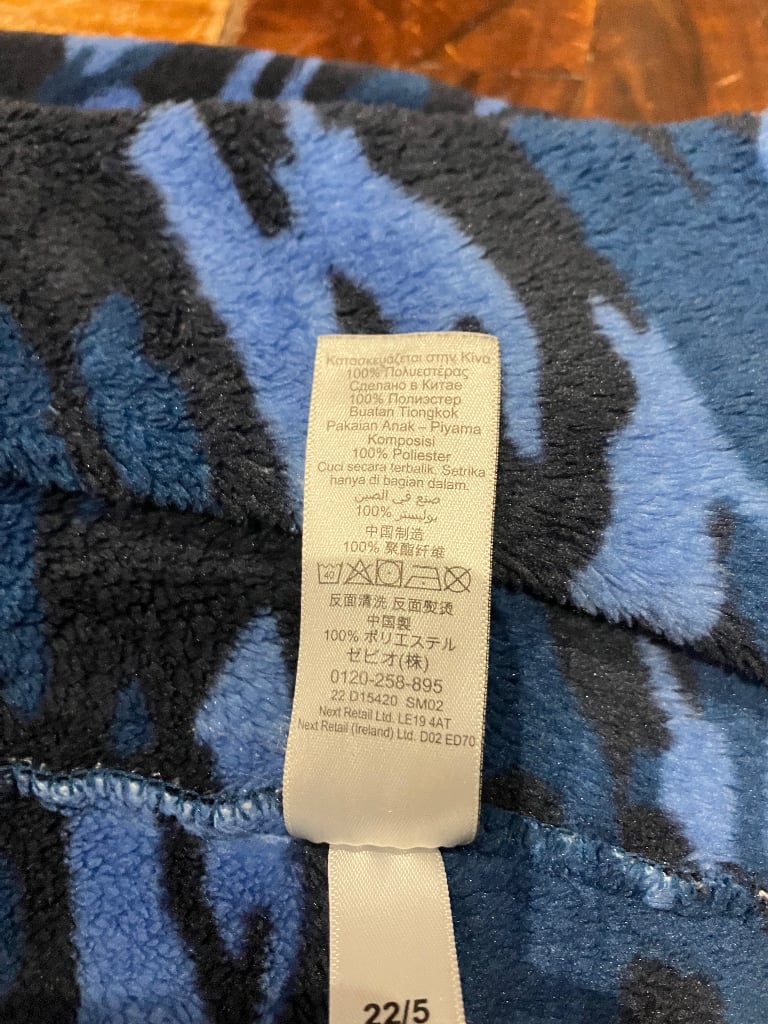 Κατασκευάζεται στην Κίνα
100% Πολυεστέρας
Сделано в Китае
100% Полиэстер
Buatan Tiongkok
Pakaian Anak – Piyama
Komposisi
100% Poliester
Cuci secara terbalik, Setrika
hanya di bagian dalam.
صنع في الصين
100% بوليستر
中国制造
100% 聚酯纤维
40
反面清洗 反面熨烫
中国製
100% ポリエステル
ゼビオ(株)
0120-258-895
22 D15420 SM02
Next Retail Ltd. LE19 4AT
Next Retail (Ireland) Ltd. D02 ED70
22/5